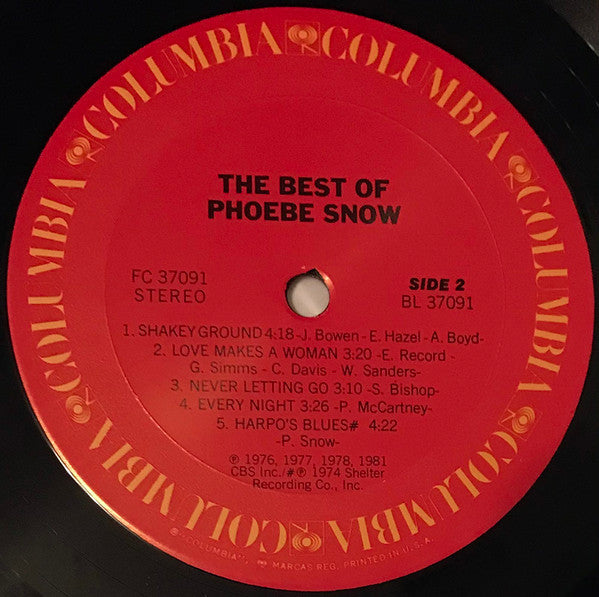 COLUMBIA COLUMBIA COLUMBIA COLUMBIA COLUMBIA COLUMBIA
THE BEST OF
PHOEBE SNOW
FC 37091
STEREO
SIDE 2
BL 37091
1. SHAKEY GROUND 4:18 -J. Bowen - E. Hazel - A. Boyd-
2. LOVE MAKES A WOMAN 3:20 -E. Record -
G. Simms - C. Davis - W. Sanders-
3. NEVER LETTING GO 3:10 -S. Bishop-
4. EVERY NIGHT 3:26 -P. McCartney-
5. HARPO'S BLUES# 4:22
-P. Snow-
℗ 1976, 1977, 1978, 1981
CBS Inc./#℗ 1974 Shelter
Recording Co., Inc.
"COLUMBIA", MARCAS REG. PRINTED IN U.S.A.